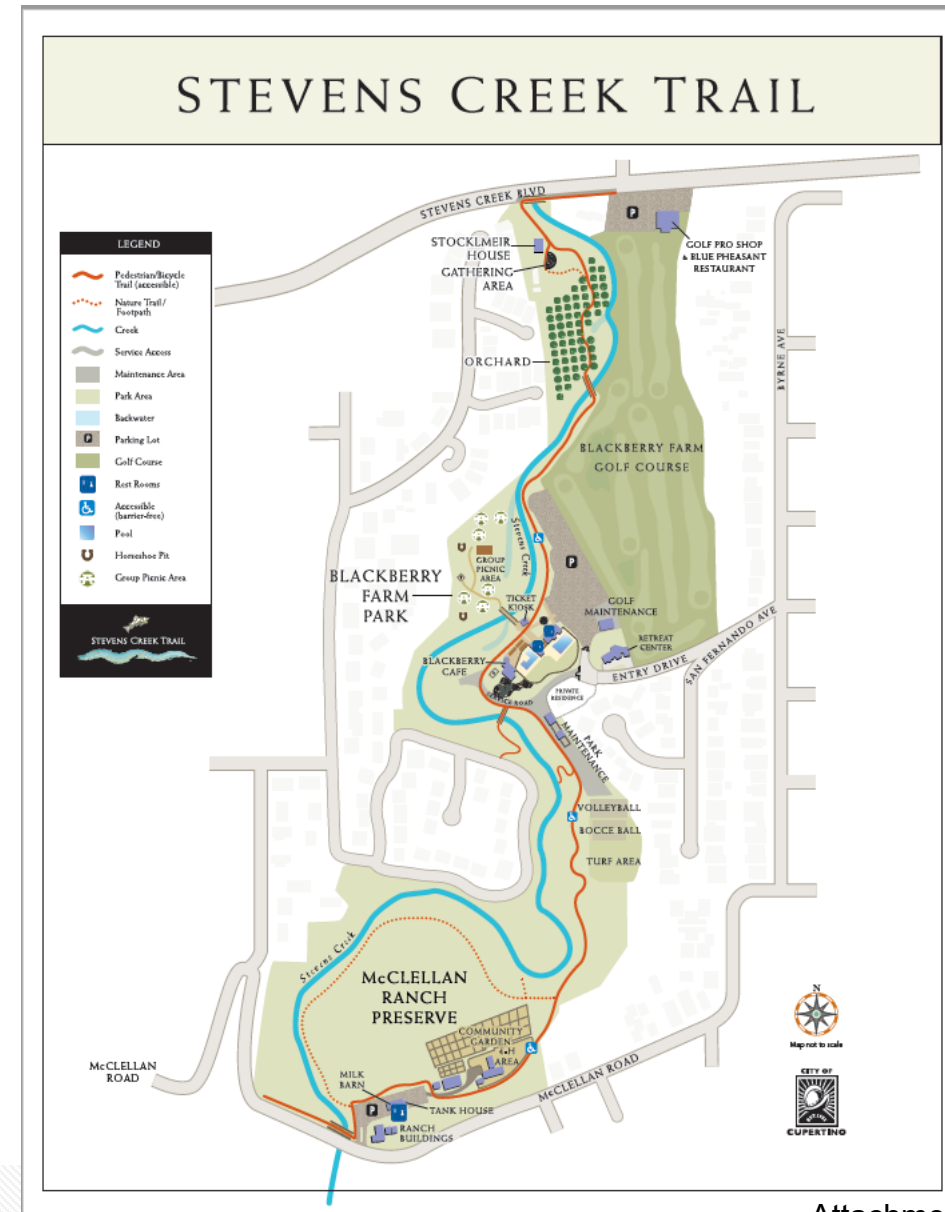 STEVENS CREEK TRAIL
STEVENS CREEK BLVD
P
GOLF PRO SHOP
& BLUE PHEASANT
RESTAURANT
STOCKLMEIR
HOUSE
GATHERING
AREA
LEGEND
Pedestrian/Bicycle
Trail (accessible)
Nature Trail/
Footpath
Creek
Service Access
Maintenance Area
Park Area
Backwater
P
Parking Lot
Golf Course
Rest Rooms
Accessible
(barrier-free)
Pool
Horseshoe Pit
Group Picnic Area
STEVENS CREEK TRAIL
ORCHARD
BYRNE AVE
BLACKBERRY FARM
GOLF COURSE
Stevens Creek
GROUP
PICNIC
AREA
P
BLACKBERRY
FARM
PARK
TICKET
KIOSK
GOLF
MAINTENANCE
RETREAT
CENTER
ENTRY DRIVE
SAN FERNANDO AVE
BLACKBERRY
CAFE
PRIVATE
RESIDENCE
SERVICE ROAD
PARK
MAINTENANCE
VOLLEYBALL
BOCCE BALL
TURF AREA
Stevens Creek
McCLELLAN
RANCH
PRESERVE
COMMUNITY
GARDEN
4-H
AREA
N
Map not to scale
McCLELLAN
ROAD
MILK
BARN
P
TANK HOUSE
RANCH
BUILDINGS
McCLELLAN ROAD
CITY OF
CUPERTINO